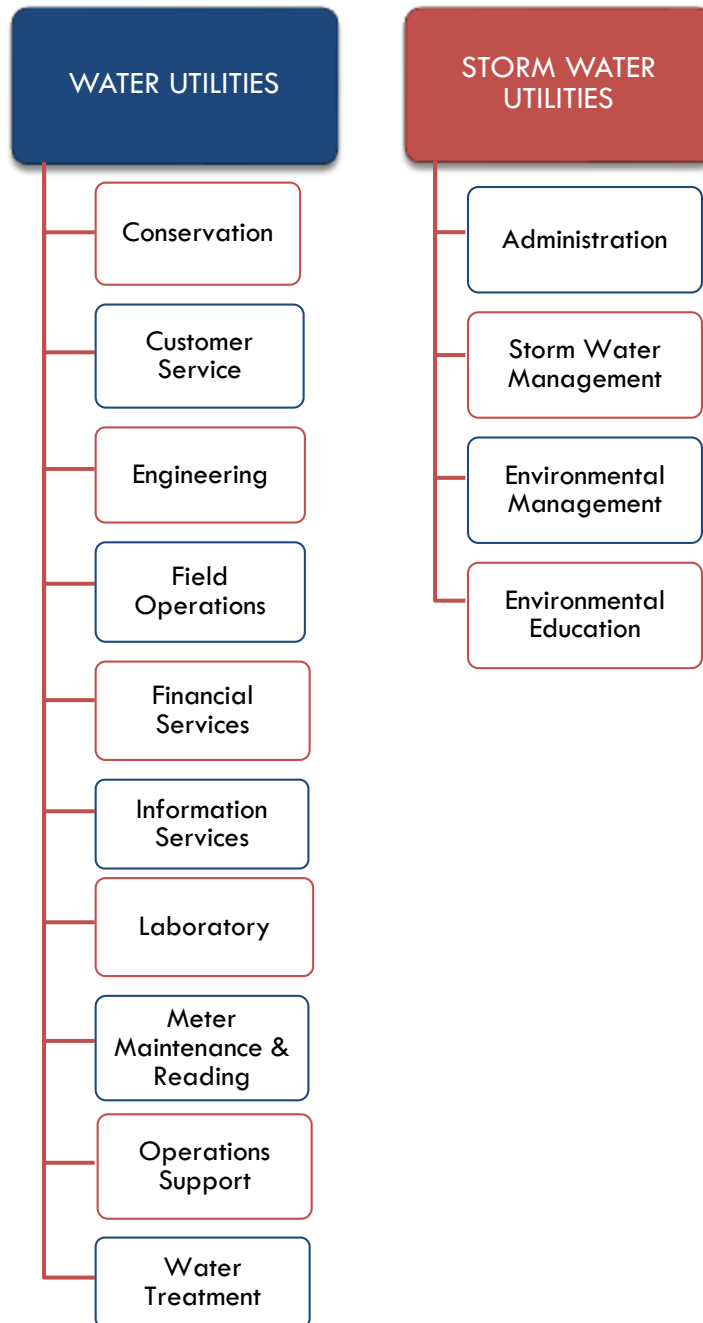 WATER UTILITIES
Conservation
Customer
Service
Engineering
Field
Operations
Financial
Services
Information
Services
Laboratory
Meter
Maintenance &
Reading
Operations
Support
Water
Treatment
STORM WATER
UTILITIES
Administration
Storm Water
Management
Environmental
Management
Environmental
Education